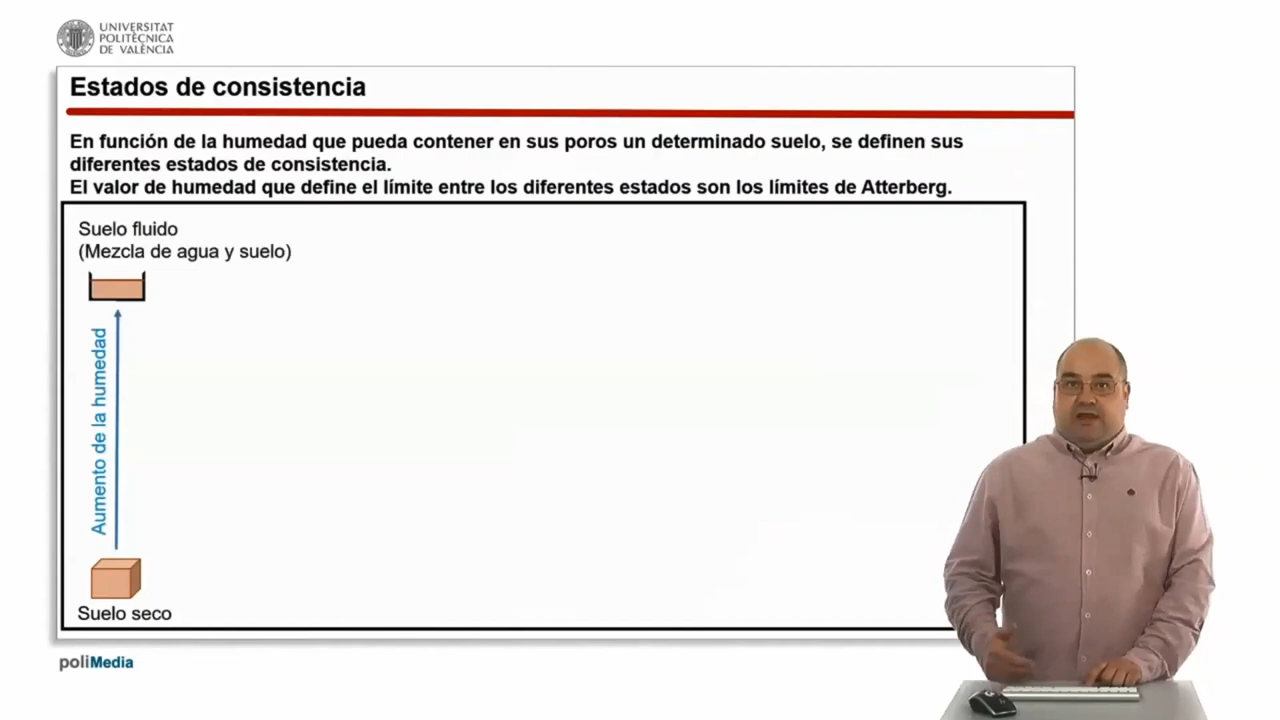 UNIVERSITAT
POLITÈCNICA
DE VALÈNCIA
Estados de consistencia
En función de la humedad que pueda contener en sus poros un determinado suelo, se definen sus
diferentes estados de consistencia.
El valor de humedad que define el límite entre los diferentes estados son los límites de Atterberg.
Suelo fluido
(Mezcla de agua y suelo)
Aumento de la humedad
Suelo seco
poliMedia